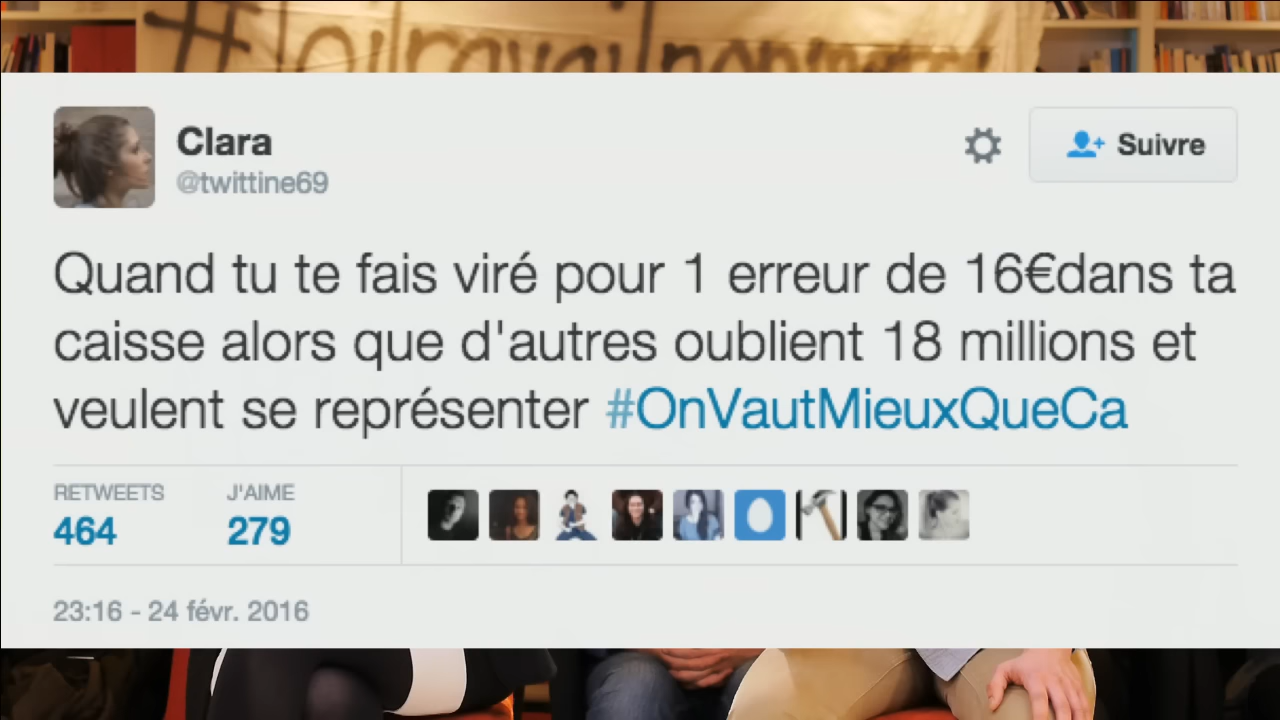 #loitravailnonmerci
Clara
@twittine69
Suivre
Quand tu te fais viré pour 1 erreur de 16€dans ta
caisse alors que d'autres oublient 18 millions et
veulent se représenter #OnVautMieuxQueCa
RETWEETS
J'AIME
464
279
23:16 - 24 févr. 2016